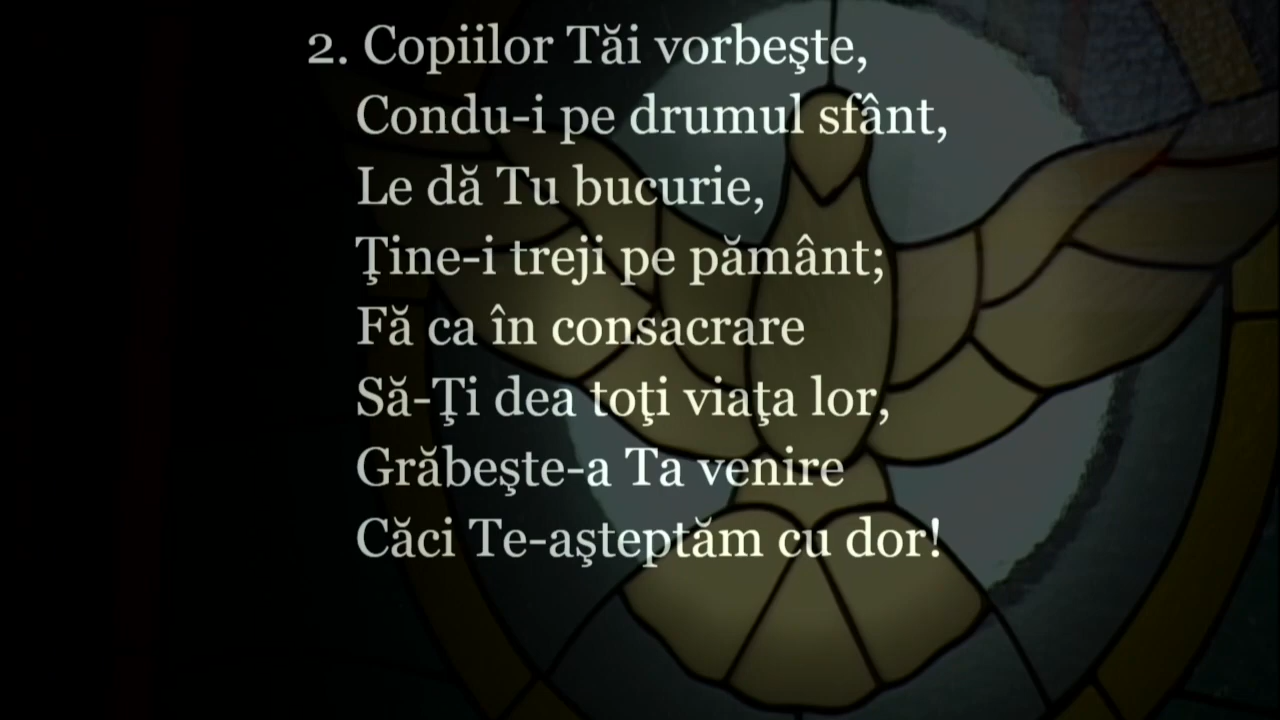 2. Copiilor Tăi vorbeşte,
Condu-i pe drumul sfânt,
Le dă Tu bucurie,
Ţine-i treji pe pământ;
Fă ca în consacrare
Să-Ţi dea toţi viaţa lor,
Grăbeşte-a Ta venire
Căci Te-aşteptăm cu dor!